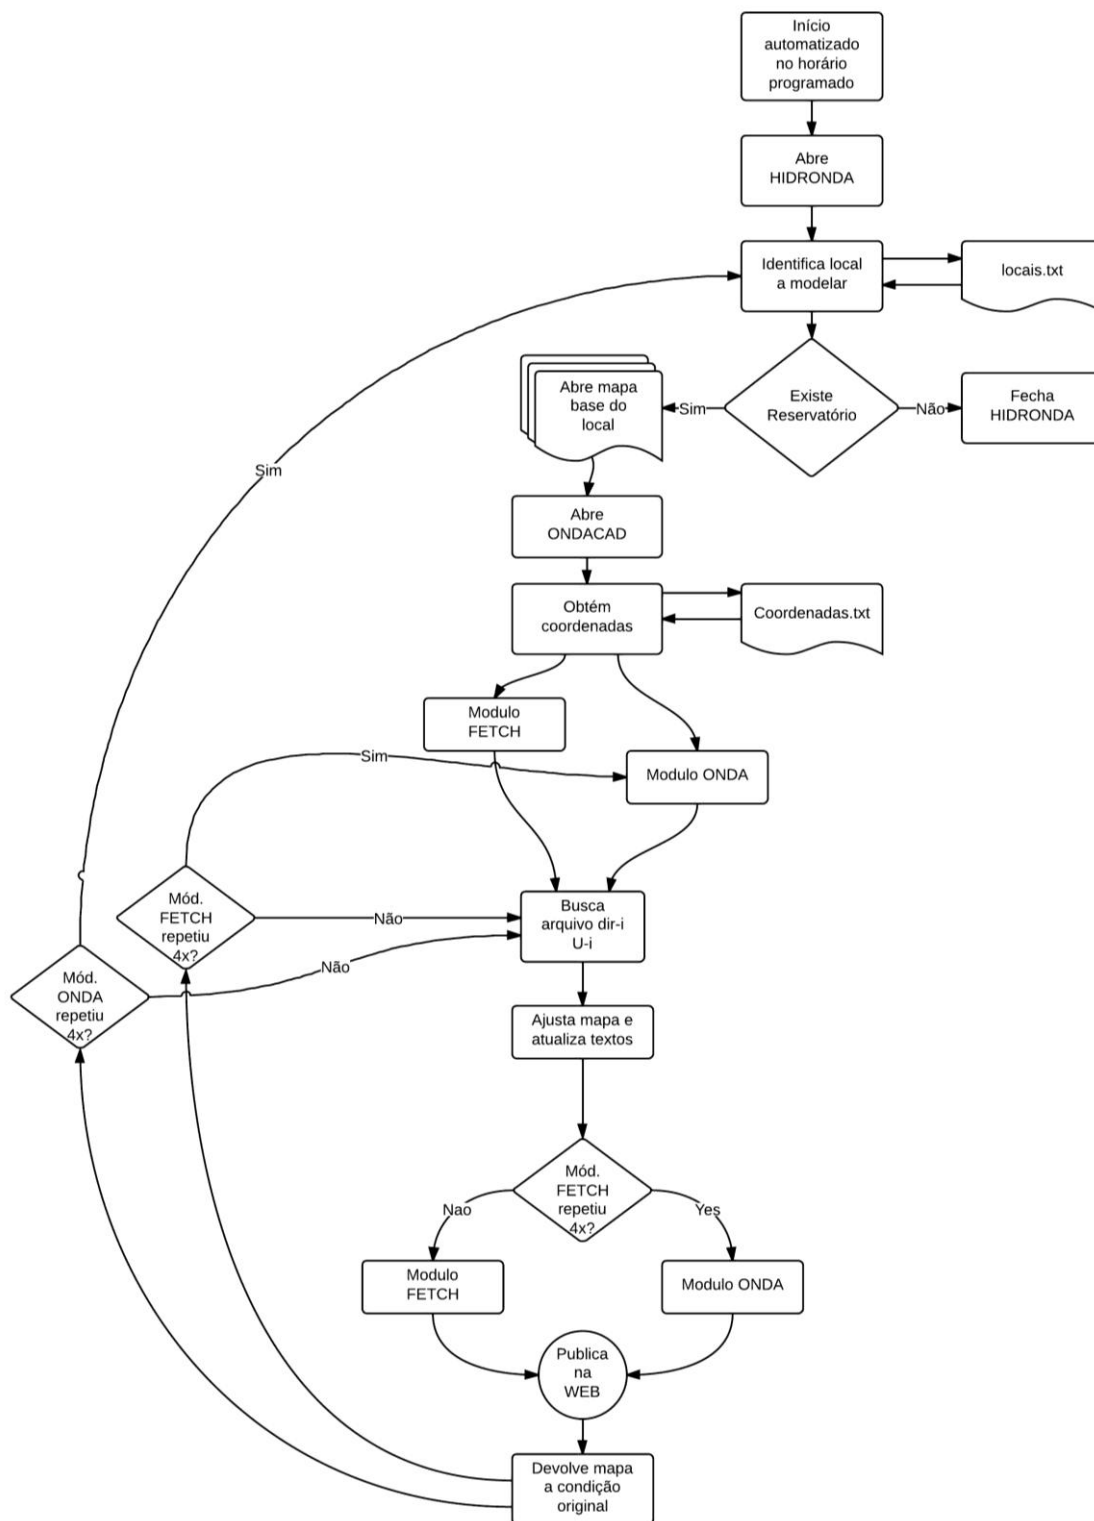 Início
automatizado
no horário
programado
Abre
HIDRONDA
Identifica local
a modelar
locais.txt
Existe
Reservatório
Sim
Não
Fecha
HIDRONDA
Abre mapa
base do
local
Sim
Abre
ONDACAD
Obtém
coordenadas
Coordenadas.txt
Modulo
FETCH
Sim
Modulo ONDA
Mód.
FETCH
repetiu
4x?
Não
Busca
arquivo dir-i
U-i
Mód.
ONDA
repetiu
4x?
Não
Ajusta mapa e
atualiza textos
Mód.
FETCH
repetiu
4x?
Nao
Yes
Modulo
FETCH
Modulo ONDA
Publica
na
WEB
Devolve mapa
a condição
original